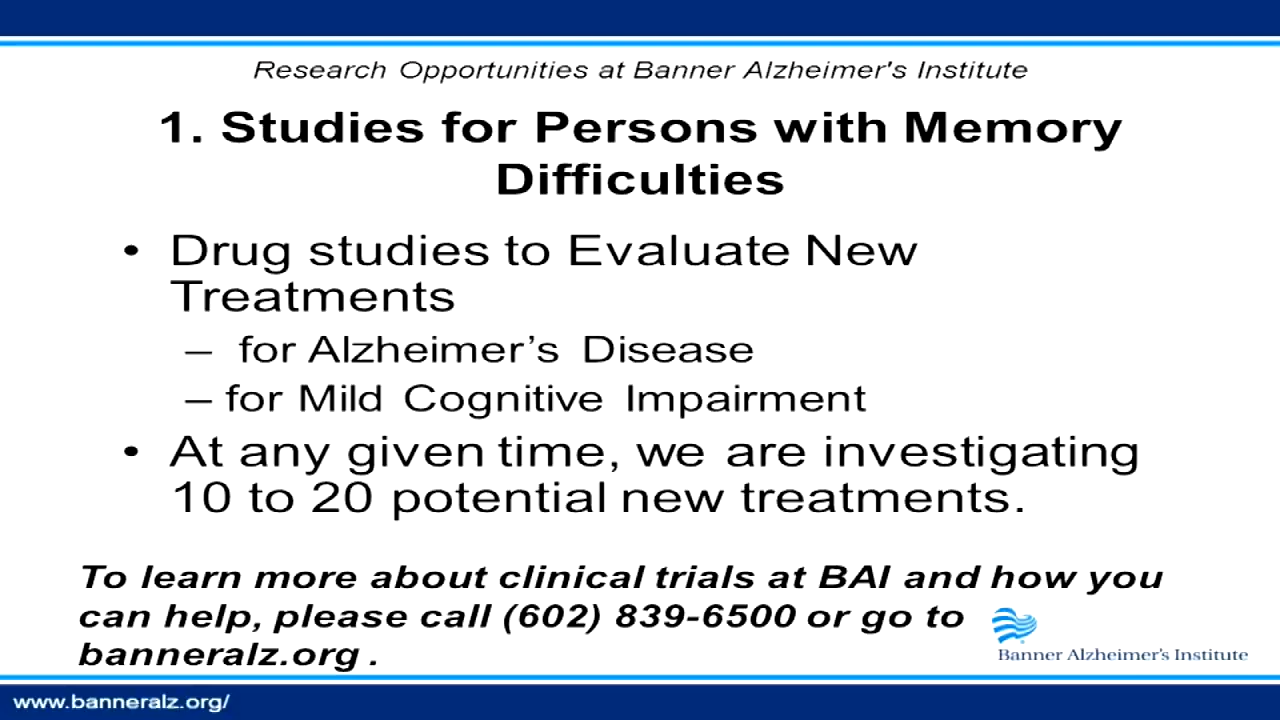 Research Opportunities at Banner Alzheimer's Institute
1. Studies for Persons with Memory
Difficulties
• Drug studies to Evaluate New
Treatments
– for Alzheimer’s Disease
– for Mild Cognitive Impairment
• At any given time, we are investigating
10 to 20 potential new treatments.
To learn more about clinical trials at BAI and how you
can help, please call (602) 839-6500 or go to
banneralz.org .
Banner Alzheimer's Institute
www.banneralz.org/